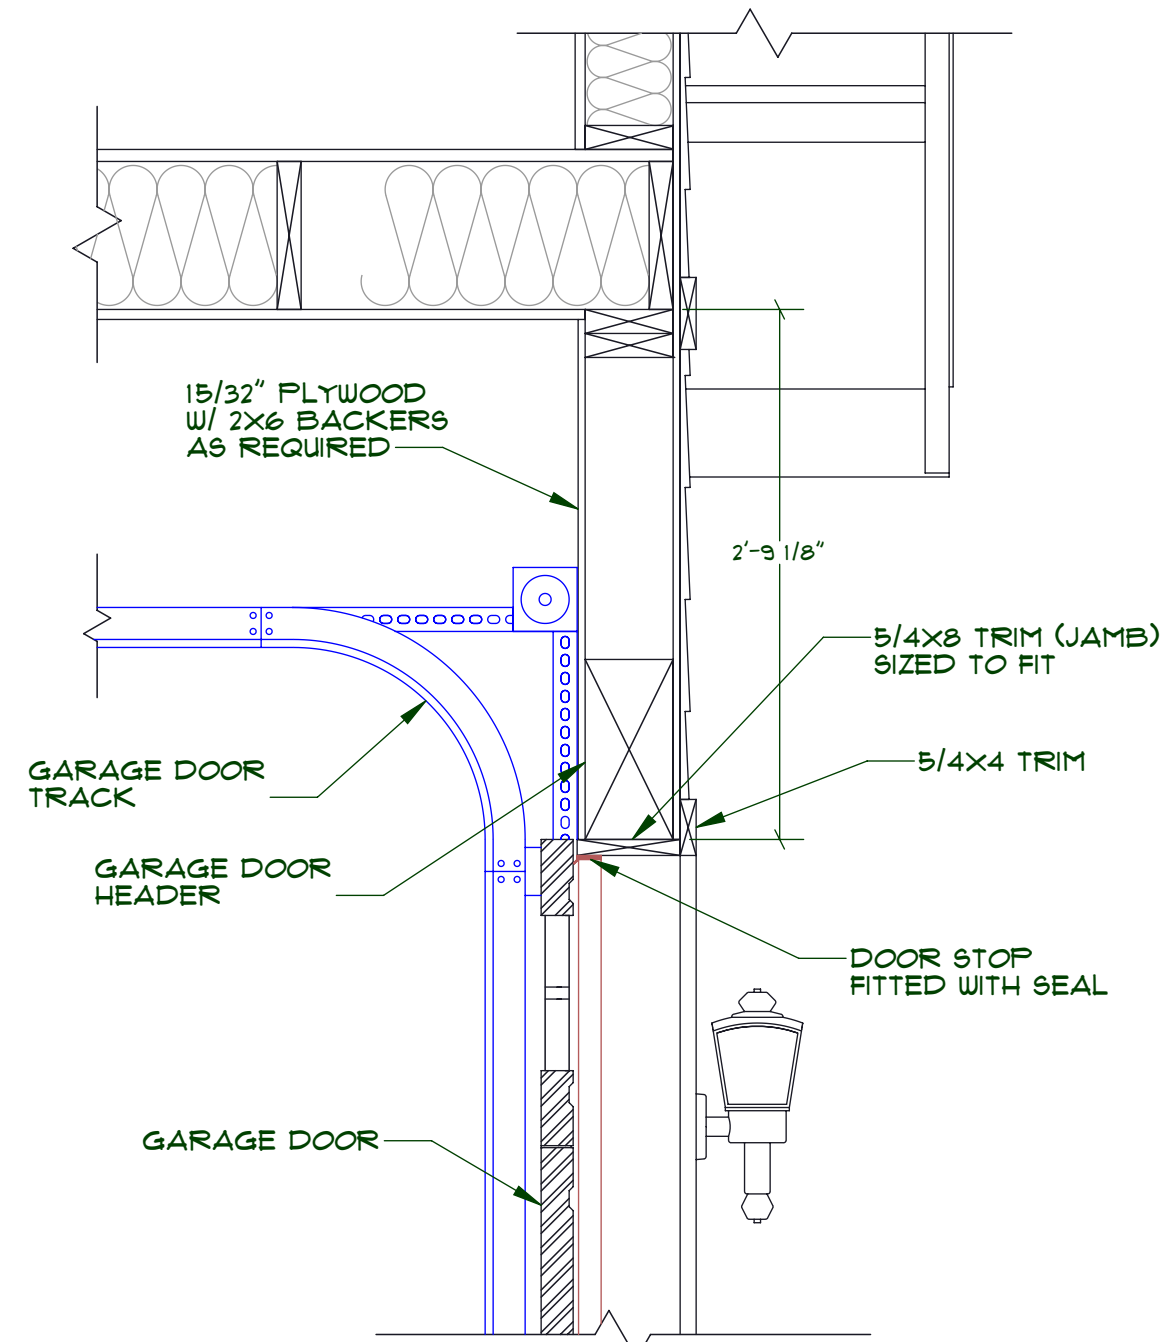 15/32" PLYWOOD
W/ 2X6 BACKERS
AS REQUIRED
2'-9 1/8"
5/4X8 TRIM (JAMB)
SIZED TO FIT
5/4X4 TRIM
GARAGE DOOR
TRACK
GARAGE DOOR
HEADER
DOOR STOP
FITTED WITH SEAL
GARAGE DOOR